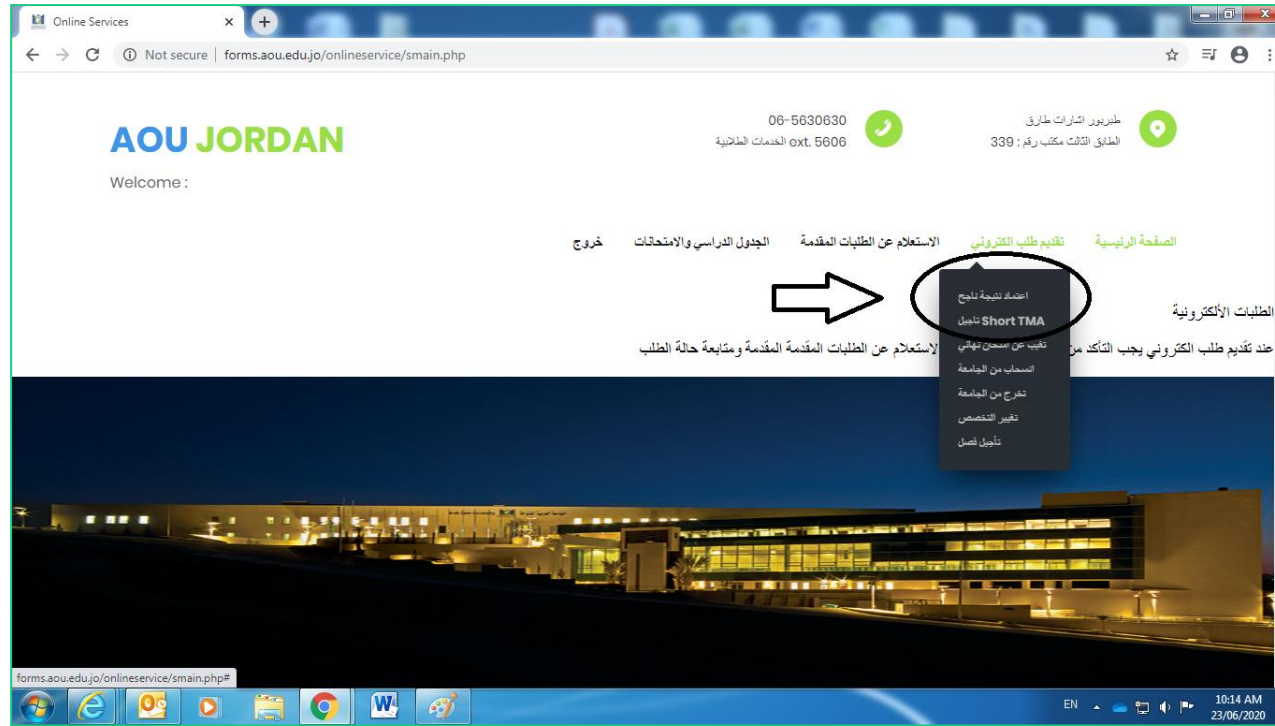 Online Services
Not secure | forms.aou.edu.jo/onlineservice/smain.php
AOU JORDAN
Welcome :
06-5630630
ext. 5606 الخدمات الطلابية
طبربور اشارات طارق
الطابق الثالث مكتب رقم : 339
الصفحة الرئيسية تقديم طلب الكتروني الاستعلام عن الطلبات المقدمة الجدول الدراسي والامتحانات خروج
اعتماد نتيجة ناجح
تاجيل Short TMA
تغيب عن امتحان نهائي
انسحاب من الجامعة
تخرج من الجامعة
تغيير التخصص
تأجيل فصل
الطلبات الألكترونية
عند تقديم طلب الكتروني يجب التأكد من الاستعلام عن الطلبات المقدمة المقدمة ومتابعة حالة الطلب
forms.aou.edu.jo/onlineservice/smain.php#
EN
10:14 AM
23/06/2020